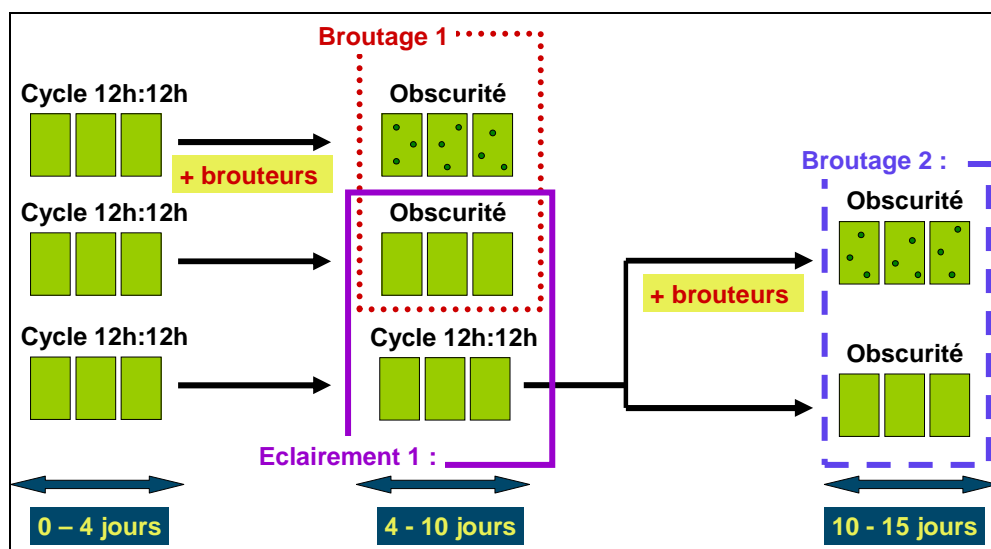 Broutage 1
Cycle 12h:12h
Obscurité
+ brouteurs
Broutage 2 :
Cycle 12h:12h
Obscurité
Obscurité
+ brouteurs
Cycle 12h:12h
Cycle 12h:12h
Obscurité
Eclairement 1 :
0 – 4 jours
4 - 10 jours
10 - 15 jours